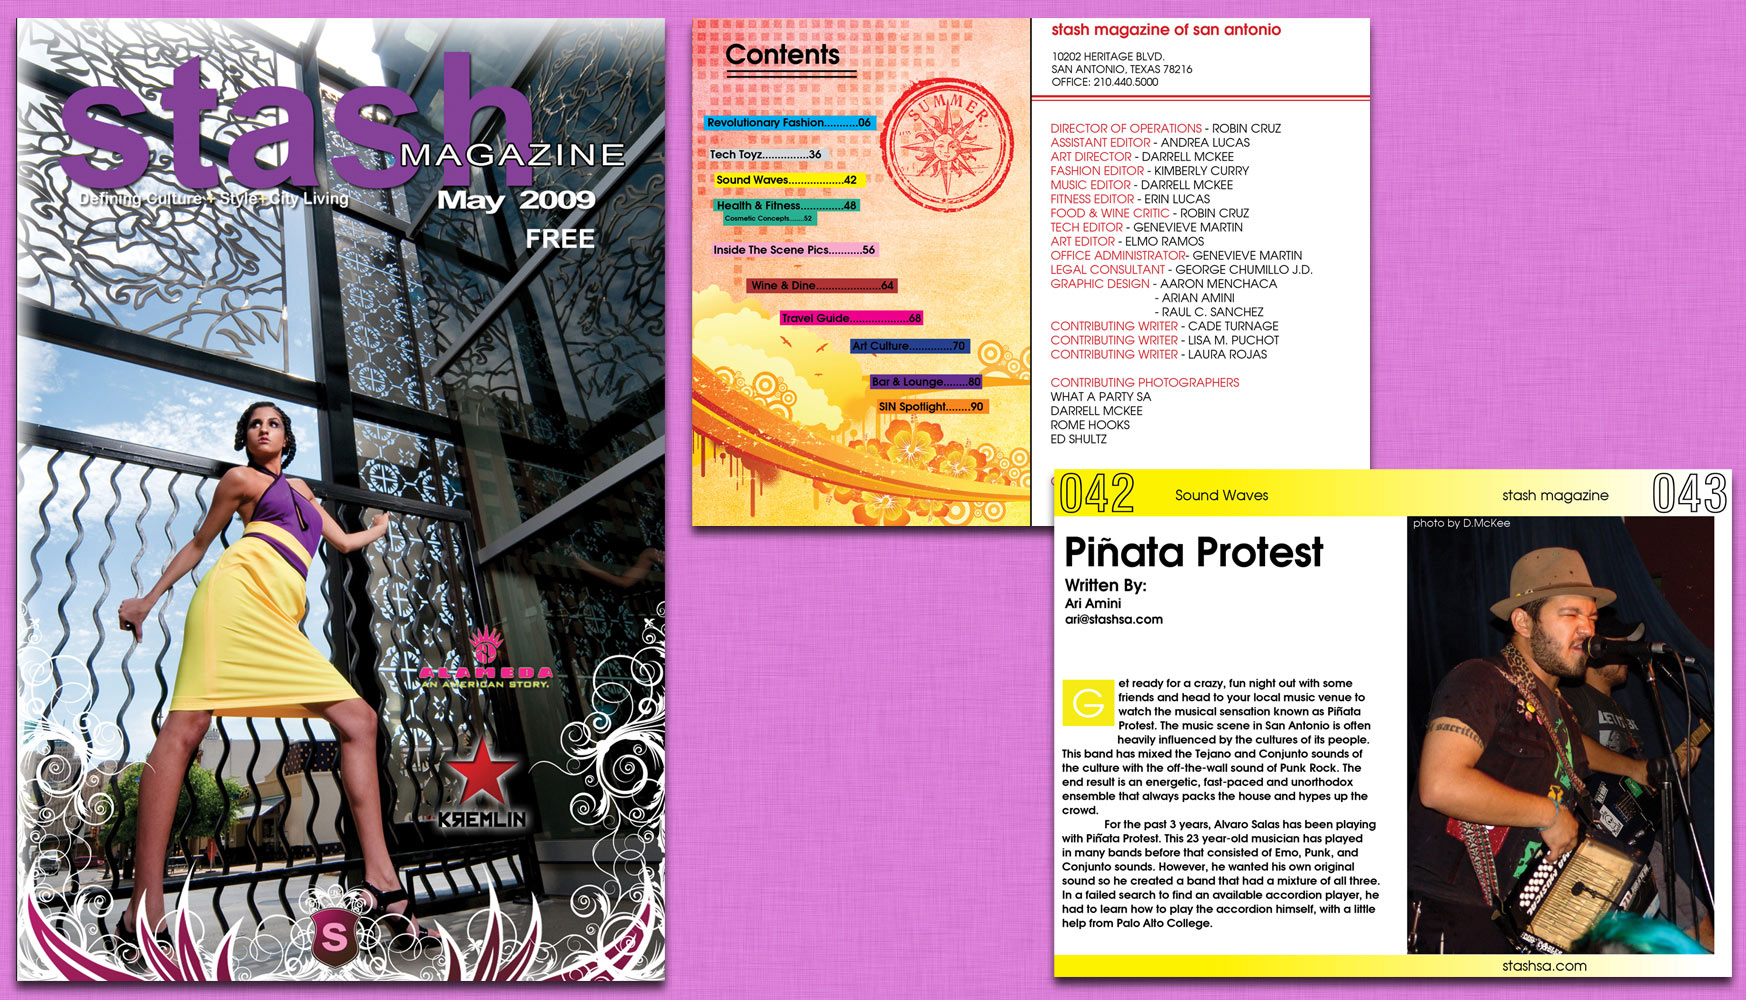 stash
MAGAZINE
Defining Culture + Style + City Living
May 2009
FREE
ALAMEDA
AN AMERICAN STORY.
KREMLIN
S
Contents
SUMMER
Revolutionary Fashion...........06
Tech Toyz...............36
Sound Waves..................42
Health & Fitness..............48
Cosmetic Concepts.......52
Inside The Scene Pics...........56
Wine & Dine.....................64
Travel Guide...................68
Art Culture..............70
Bar & Lounge........80
SIN Spotlight........90
stash magazine of san antonio
10202 HERITAGE BLVD.
SAN ANTONIO, TEXAS 78216
OFFICE: 210.440.5000
DIRECTOR OF OPERATIONS - ROBIN CRUZ
ASSISTANT EDITOR - ANDREA LUCAS
ART DIRECTOR - DARRELL MCKEE
FASHION EDITOR - KIMBERLY CURRY
MUSIC EDITOR - DARRELL MCKEE
FITNESS EDITOR - ERIN LUCAS
FOOD & WINE CRITIC - ROBIN CRUZ
TECH EDITOR - GENEVIEVE MARTIN
ART EDITOR - ELMO RAMOS
OFFICE ADMINISTRATOR- GENEVIEVE MARTIN
LEGAL CONSULTANT - GEORGE CHUMILLO J.D.
GRAPHIC DESIGN - AARON MENCHACA
- ARIAN AMINI
- RAUL C. SANCHEZ
CONTRIBUTING WRITER - CADE TURNAGE
CONTRIBUTING WRITER - LISA M. PUCHOT
CONTRIBUTING WRITER - LAURA ROJAS
CONTRIBUTING PHOTOGRAPHERS
WHAT A PARTY SA
DARRELL MCKEE
ROME HOOKS
ED SHULTZ
042 Sound Waves stash magazine 043
photo by D.McKee
Piñata Protest
Written By:
Ari Amini
ari@stashsa.com
Get ready for a crazy, fun night out with some
friends and head to your local music venue to
watch the musical sensation known as Piñata
Protest. The music scene in San Antonio is often
heavily influenced by the cultures of its people.
This band has mixed the Tejano and Conjunto sounds of
the culture with the off-the-wall sound of Punk Rock. The
end result is an energetic, fast-paced and unorthodox
ensemble that always packs the house and hypes up the
crowd.
For the past 3 years, Alvaro Salas has been playing
with Piñata Protest. This 23 year-old musician has played
in many bands before that consisted of Emo, Punk, and
Conjunto sounds. However, he wanted his own original
sound so he created a band that had a mixture of all three.
In a failed search to find an available accordion player, he
had to learn how to play the accordion himself, with a little
help from Palo Alto College.
stashsa.com